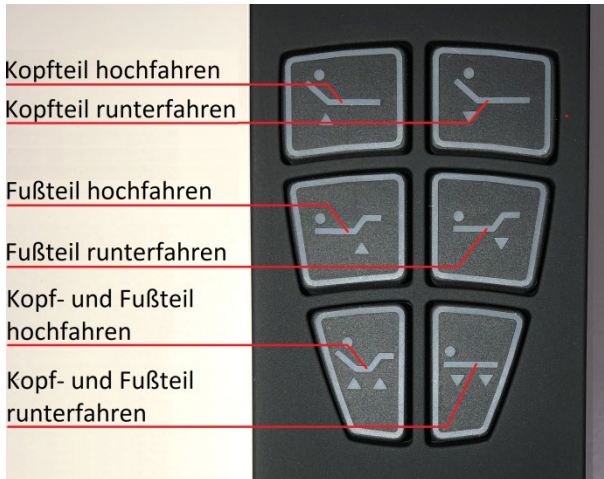 Kopfteil hochfahren
Kopfteil runterfahren
Fußteil hochfahren
Fußteil runterfahren
Kopf- und Fußteil
hochfahren
Kopf- und Fußteil
runterfahren